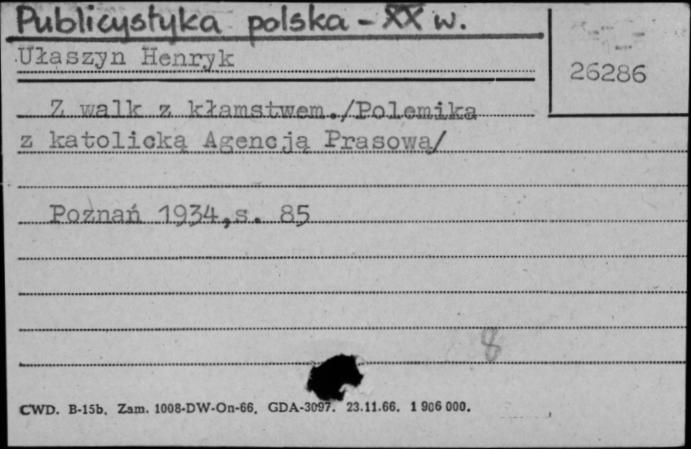 Publicystyka polska - XX w.
Ułaszyn Henryk
26286
Z walk z kłamstwem./Polemika
z katolicką Agencją Prasową/
Poznań 1934,s. 85
8
CWD. B-15b. Zam. 1008-DW-On-66. GDA-3097. 23.11.66. 1 906 000.